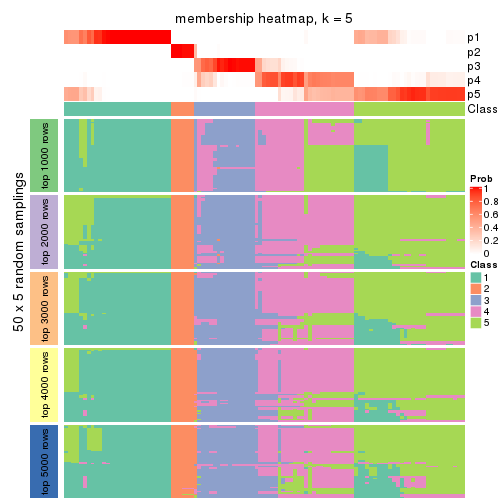 membership heatmap, k = 5
p1
p2
p3
p4
p5
Class
50 x 5 random samplings
top 1000 rows
top 2000 rows
top 3000 rows
top 4000 rows
top 5000 rows
Prob
1
0.8
0.6
0.4
0.2
0
Class
1
2
3
4
5